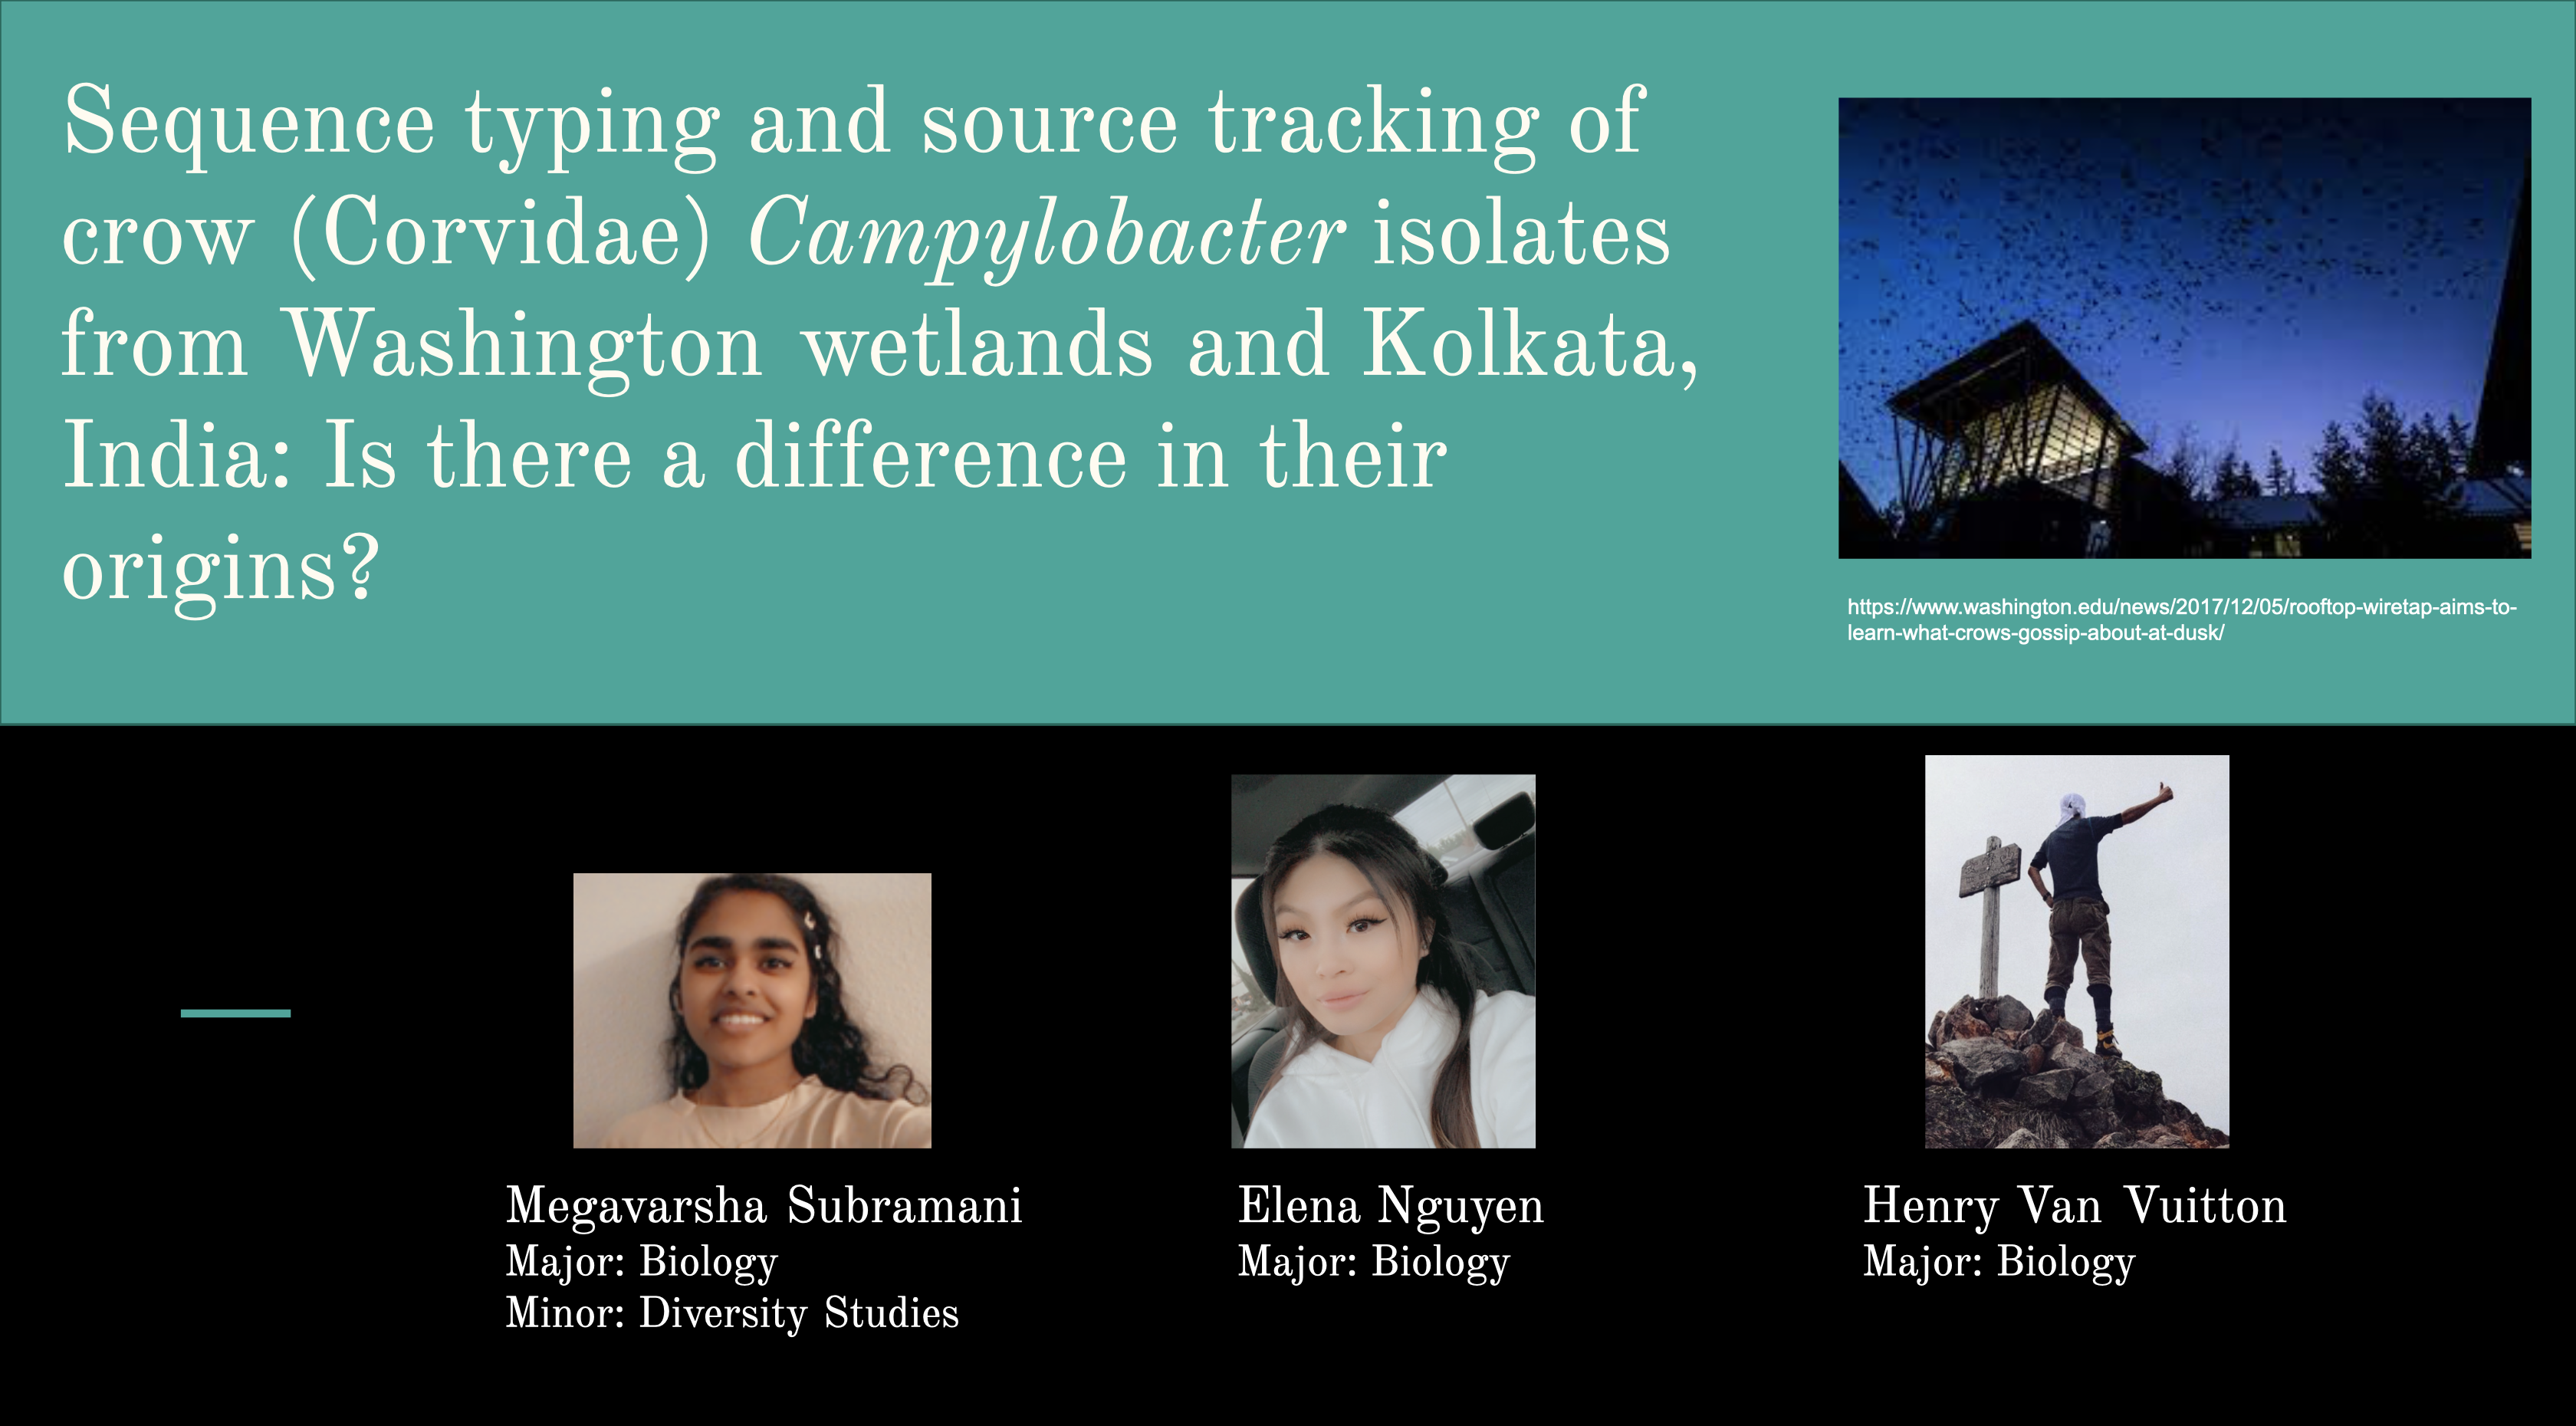 Sequence typing and source tracking of
crow (Corvidae) Campylobacter isolates
from Washington wetlands and Kolkata,
India: Is there a difference in their
origins?
https://www.washington.edu/news/2017/12/05/rooftop-wiretap-aims-to-
learn-what-crows-gossip-about-at-dusk/
Megavarsha Subramani
Major: Biology
Minor: Diversity Studies
Elena Nguyen
Major: Biology
Henry Van Vuitton
Major: Biology